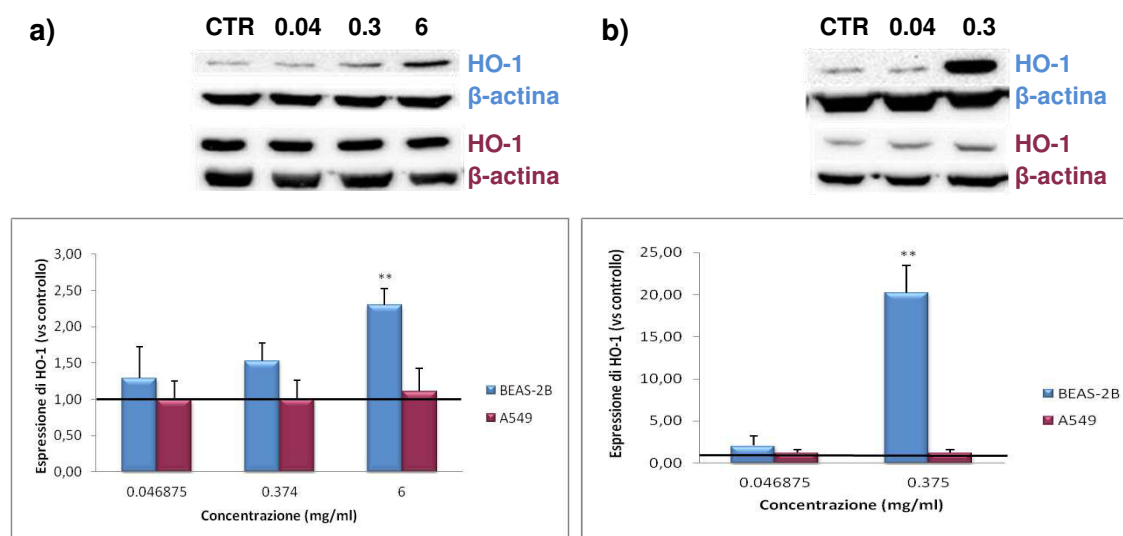 a)
CTR 0.04 0.3 6
HO-1
β-actina
HO-1
β-actina
Espressione di HO-1 (vs controllo)
3,00
2,50
2,00
1,50
1,00
0,50
0,00
**
BEAS-2B
A549
0.046875 0.374 6
Concentrazione (mg/ml)
b)
CTR 0.04 0.3
HO-1
β-actina
HO-1
β-actina
Espressione di HO-1 (vs controllo)
25,00
20,00
15,00
10,00
5,00
0,00
**
BEAS-2B
A549
0.046875 0.375
Concentrazione (mg/ml)